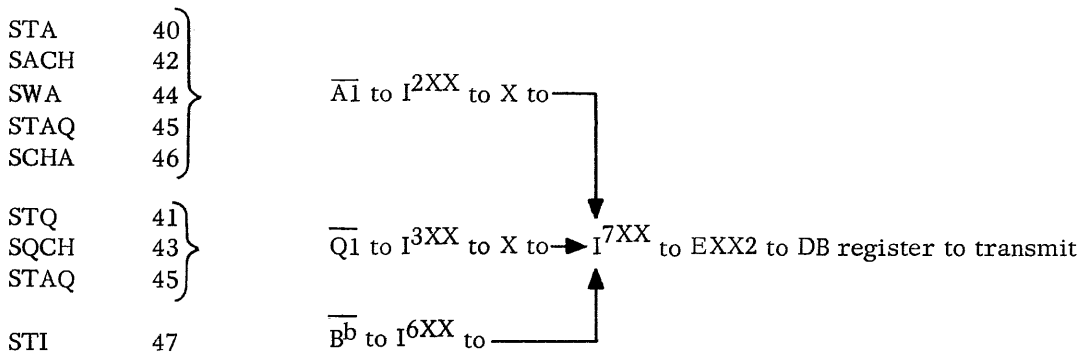 STA 40
SACH 42
SWA 44
A̅1̅ to I^2XX to X to
STAQ 45
SCHA 46
STQ 41
SQCH 43
Q̅1̅ to I^3XX to X to I^7XX to EXX2 to DB register to transmit
STAQ 45
STI 47
B̅^b̅ to I^6XX to